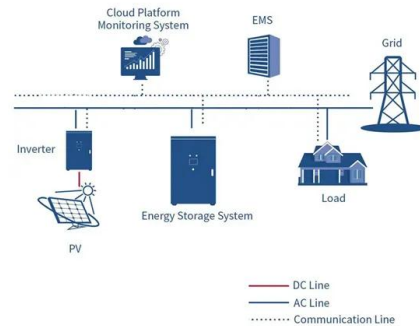 Cloud Platform
Monitoring System
EMS
Grid
Inverter
Energy Storage System
Load
PV
DC Line
AC Line
Communication Line